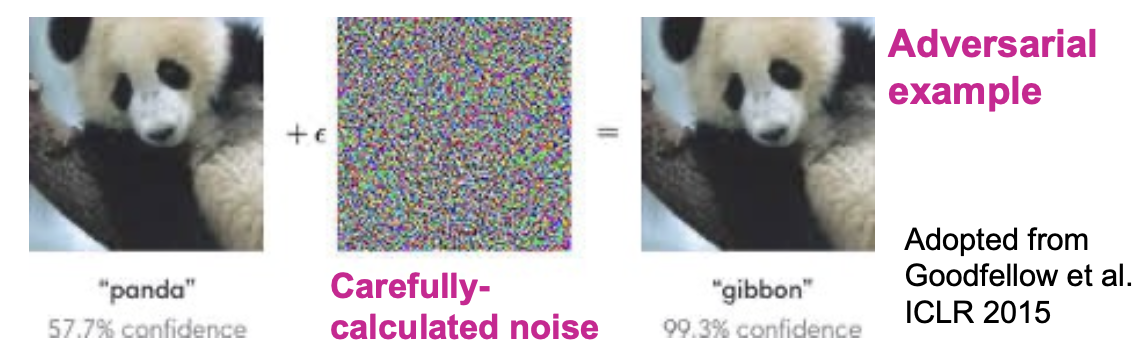 Adversarial
example
+ ϵ
=
Adopted from
Goodfellow et al.
ICLR 2015
“panda”
57.7% confidence
Carefully-
calculated noise
“gibbon”
99.3% confidence